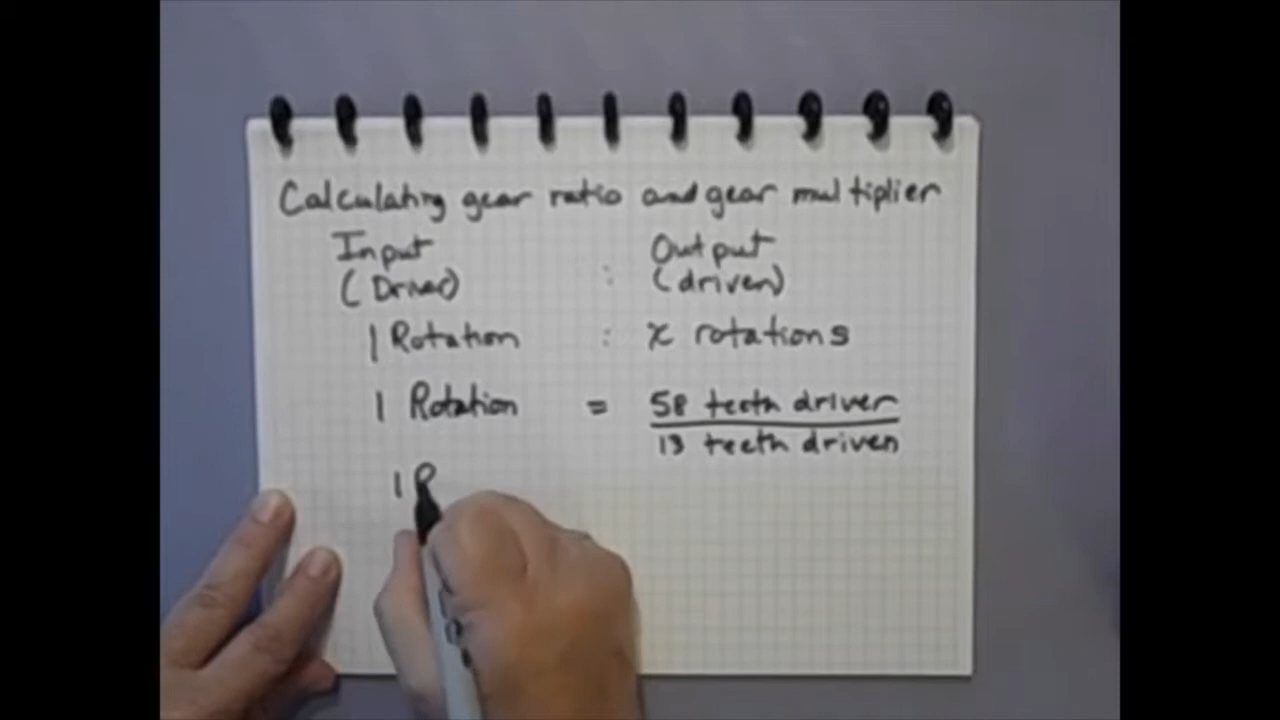 Calculating gear ratio and gear multiplier
Input : Output
(Driver) (driven)
1 Rotation : x rotations
1 Rotation = 58 teeth driver
13 teeth driven
1 R